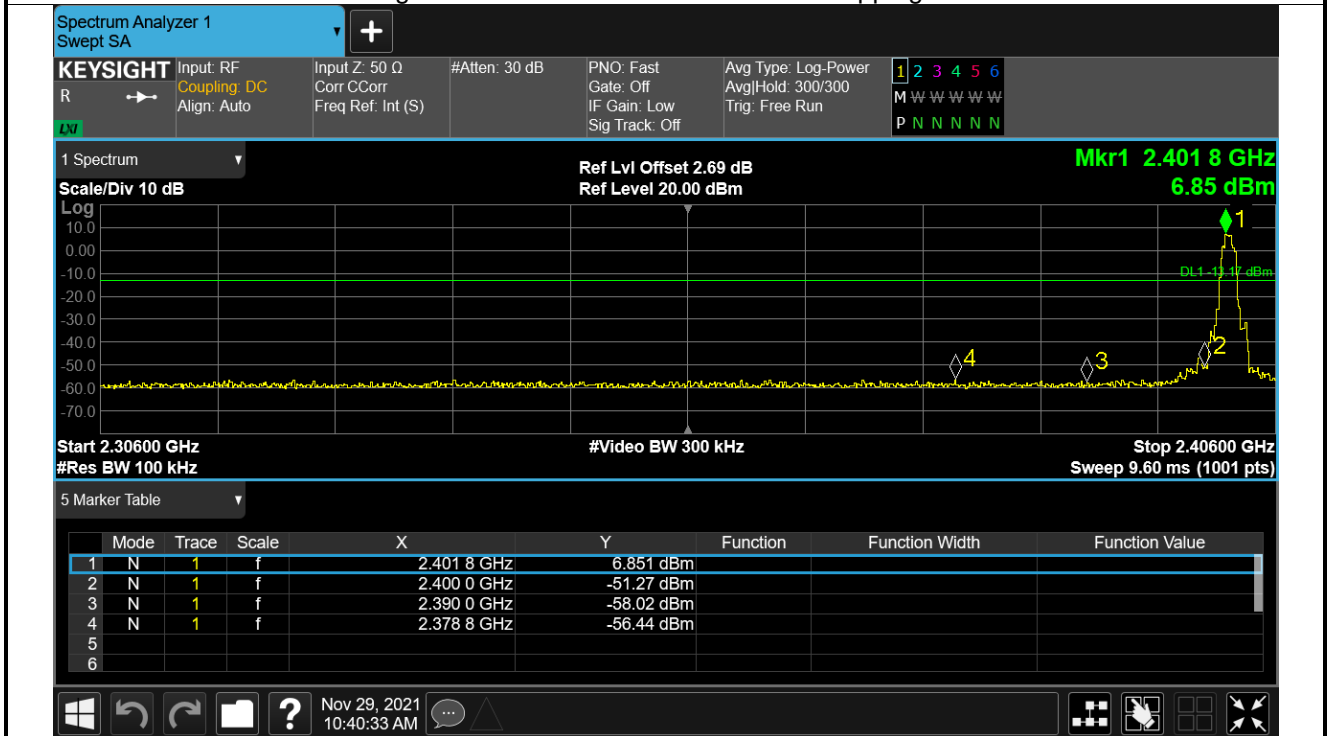 Spectrum Analyzer 1
Swept SA
+
KEYSIGHT Input: RF Input Z: 50 Ω #Atten: 30 dB PNO: Fast Avg Type: Log-Power 1 2 3 4 5 6
R Coupling: DC Corr CCorr Gate: Off Avg|Hold: 300/300 M W W W W W
Align: Auto Freq Ref: Int (S) IF Gain: Low Trig: Free Run
LXI Sig Track: Off P N N N N N
1 Spectrum Ref Lvl Offset 2.69 dB Mkr1 2.401 8 GHz
Scale/Div 10 dB Ref Level 20.00 dBm 6.85 dBm
Log
1
10.0
0.00
-10.0 DL1 -13.17 dBm
-20.0
-30.0
-40.0
4 3 2
-50.0
-60.0
-70.0
Start 2.30600 GHz #Video BW 300 kHz Stop 2.40600 GHz
#Res BW 100 kHz Sweep 9.60 ms (1001 pts)
5 Marker Table
Mode Trace Scale X Y Function Function Width Function Value
1 N 1 f 2.401 8 GHz 6.851 dBm
2 N 1 f 2.400 0 GHz -51.27 dBm
3 N 1 f 2.390 0 GHz -58.02 dBm
4 N 1 f 2.378 8 GHz -56.44 dBm
5
6
? Nov 29, 2021
10:40:33 AM